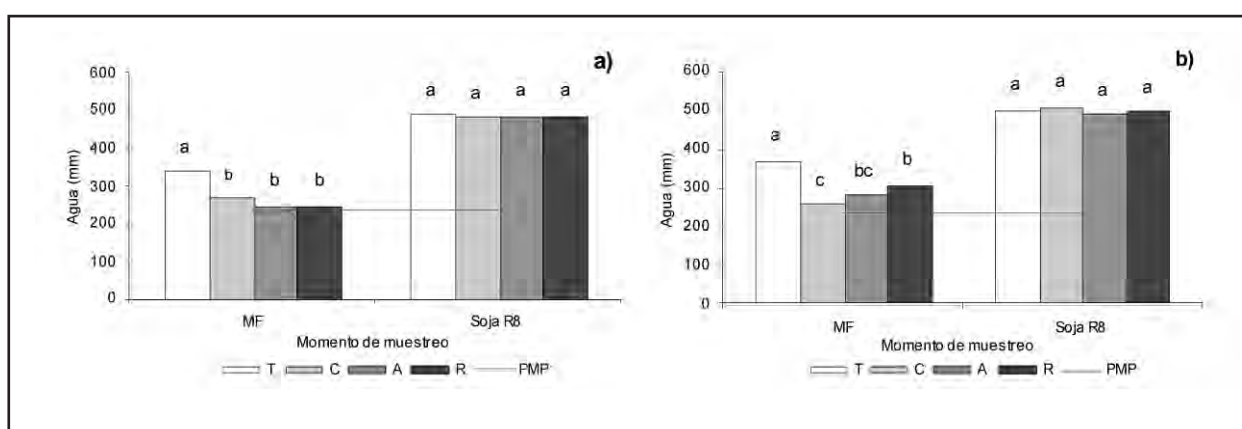 a)
600
500
400
300
200
100
0
Agua (mm)
a b b b
a a a a
MF Soja R8
Momento de muestreo
T C A R PMP
b)
600
500
400
300
200
100
0
Agua (mm)
a c bc b
a a a a
MF Soja R8
Momento de muestreo
T C A R PMP